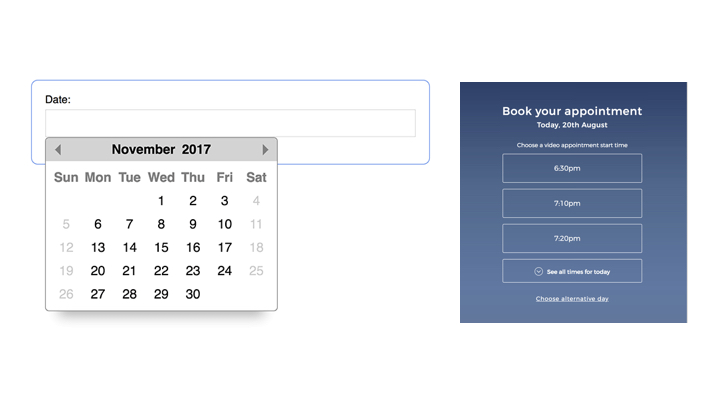 Date:
November 2017
Sun Mon Tue Wed Thu Fri Sat
1 2 3 4
5 6 7 8 9 10 11
12 13 14 15 16 17 18
19 20 21 22 23 24 25
26 27 28 29 30
Book your appointment
Today, 20th August
Choose a video appointment start time
6:30pm
7:10pm
7:20pm
See all times for today
Choose alternative day